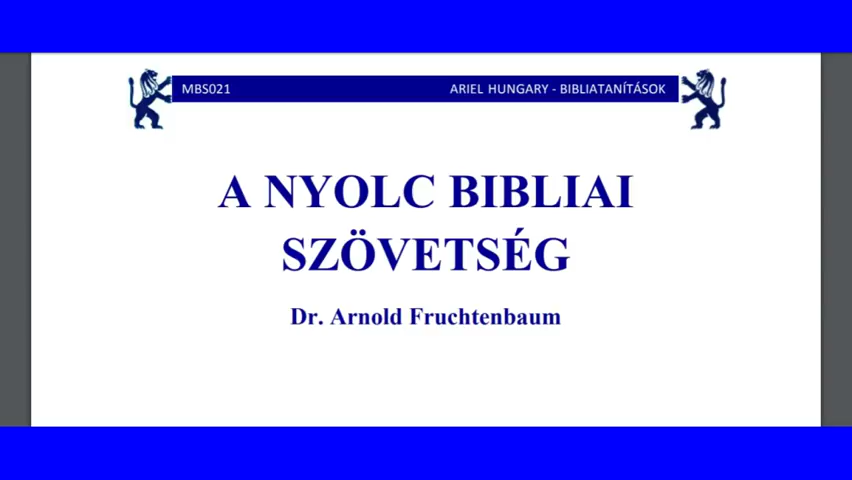 MBS021 ARIEL HUNGARY - BIBLIATANÍTÁSOK
A NYOLC BIBLIAI
SZÖVETSÉG
Dr. Arnold Fruchtenbaum